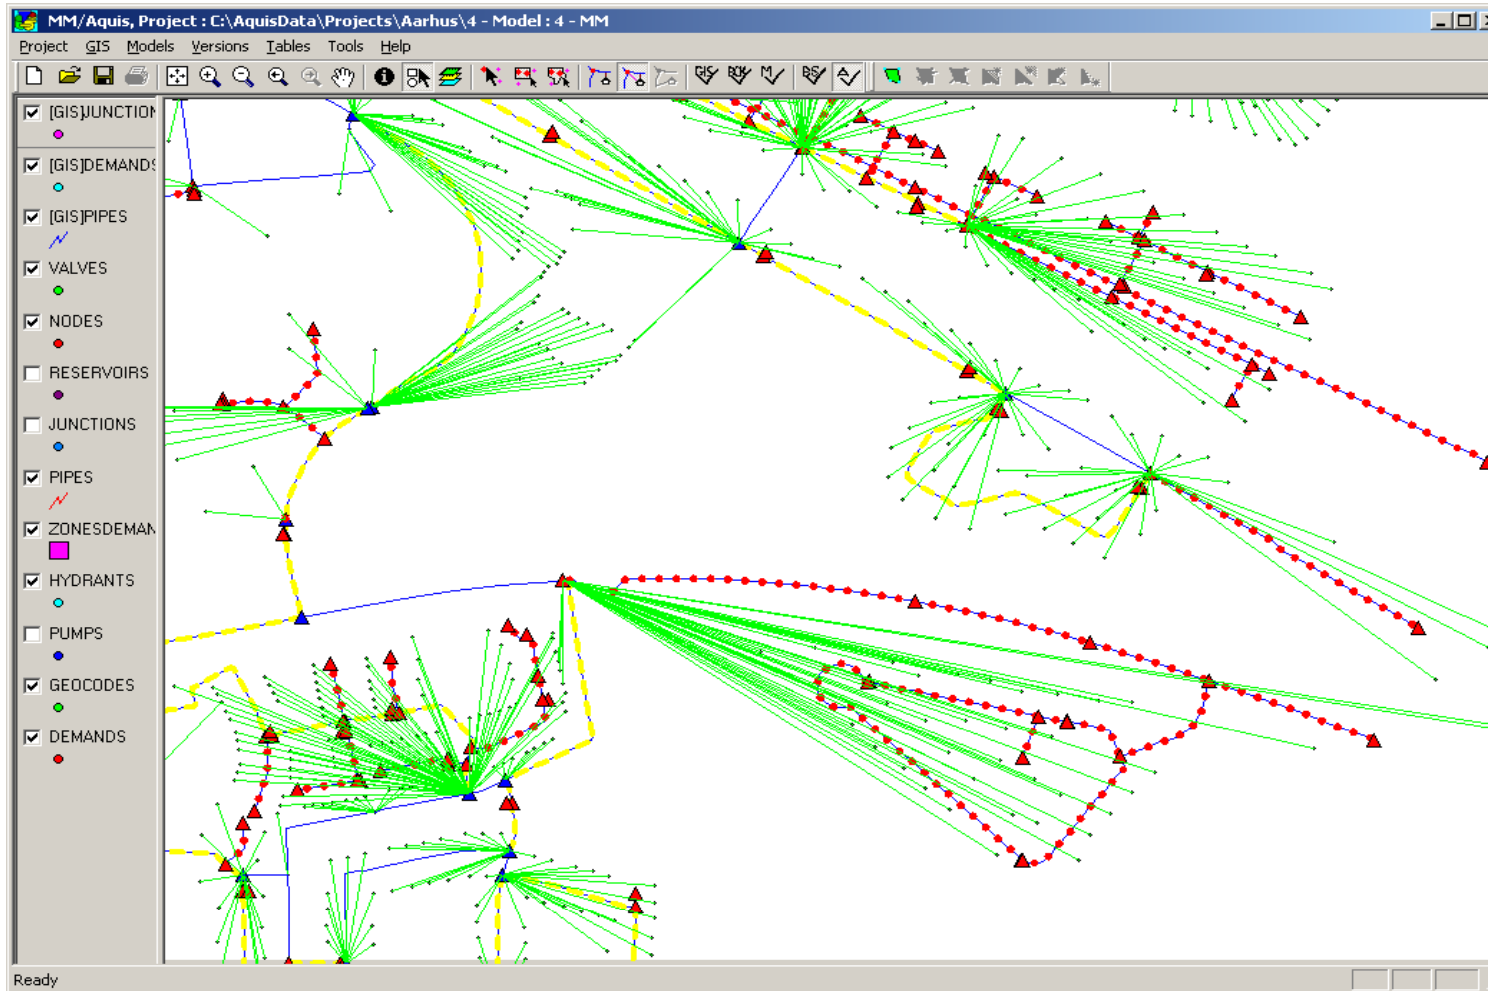 MM/Aquis, Project : C:\AquisData\Projects\Aarhus\4 - Model : 4 - MM
Project GIS Models Versions Tables Tools Help
[GIS]JUNCTION
[GIS]DEMANDS
[GIS]PIPES
VALVES
NODES
RESERVOIRS
JUNCTIONS
PIPES
ZONESDEMAN
HYDRANTS
PUMPS
GEOCODES
DEMANDS
Ready